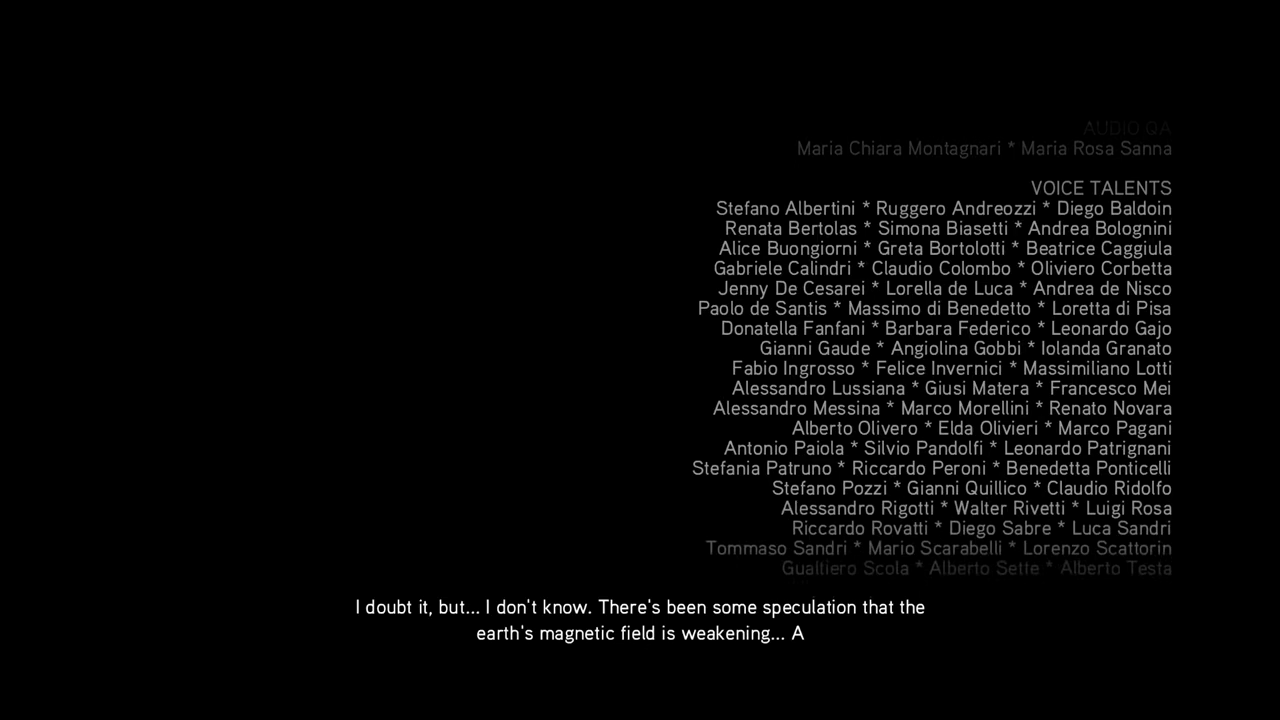 AUDIO QA
Maria Chiara Montagnari * Maria Rosa Sanna
VOICE TALENTS
Stefano Albertini * Ruggero Andreozzi * Diego Baldoin
Renata Bertolas * Simona Biasetti * Andrea Bolognini
Alice Buongiorni * Greta Bortolotti * Beatrice Caggiula
Gabriele Calindri * Claudio Colombo * Oliviero Corbetta
Jenny De Cesarei * Lorella de Luca * Andrea de Nisco
Paolo de Santis * Massimo di Benedetto * Loretta di Pisa
Donatella Fanfani * Barbara Federico * Leonardo Gajo
Gianni Gaude * Angiolina Gobbi * Iolanda Granato
Fabio Ingrosso * Felice Invernici * Massimiliano Lotti
Alessandro Lussiana * Giusi Matera * Francesco Mei
Alessandro Messina * Marco Morellini * Renato Novara
Alberto Olivero * Elda Olivieri * Marco Pagani
Antonio Paiola * Silvio Pandolfi * Leonardo Patrignani
Stefania Patruno * Riccardo Peroni * Benedetta Ponticelli
Stefano Pozzi * Gianni Quillico * Claudio Ridolfo
Alessandro Rigotti * Walter Rivetti * Luigi Rosa
Riccardo Rovatti * Diego Sabre * Luca Sandri
Tommaso Sandri * Mario Scarabelli * Lorenzo Scattorin
Gualtiero Scola * Alberto Sette * Alberto Testa
I doubt it, but... I don't know. There's been some speculation that the
earth's magnetic field is weakening... A